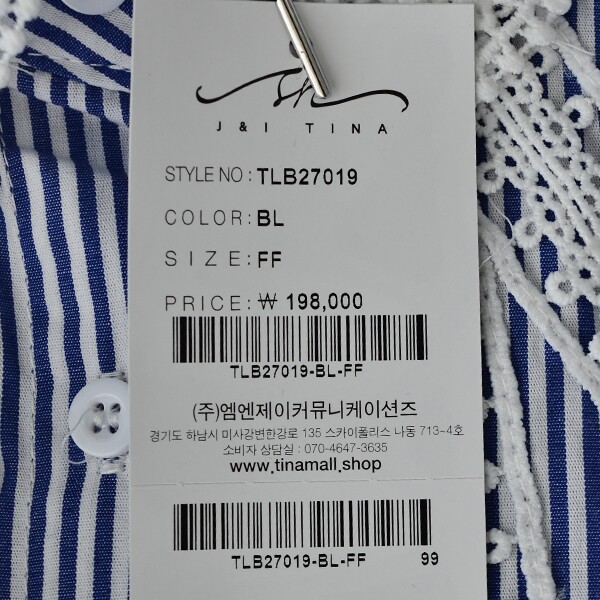 J & I TINA
STYLE NO : TLB27019
COLOR: BL
SIZE: FF
PRICE: ₩ 198,000
TLB27019-BL-FF
(주)엠엔제이커뮤니케이션즈
경기도 하남시 미사강변한강로 135 스카이폴리스 나동 713~4호
소비자 상담실 : 070-4647-3635
www.tinamall.shop
TLB27019-BL-FF 99